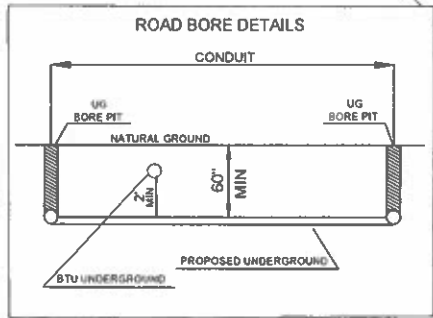 ROAD BORE DETAILS
CONDUIT
UG
BORE PIT
UG
BORE PIT
NATURAL GROUND
2'
MIN
60"
MIN
PROPOSED UNDERGROUND
BTU UNDERGROUND